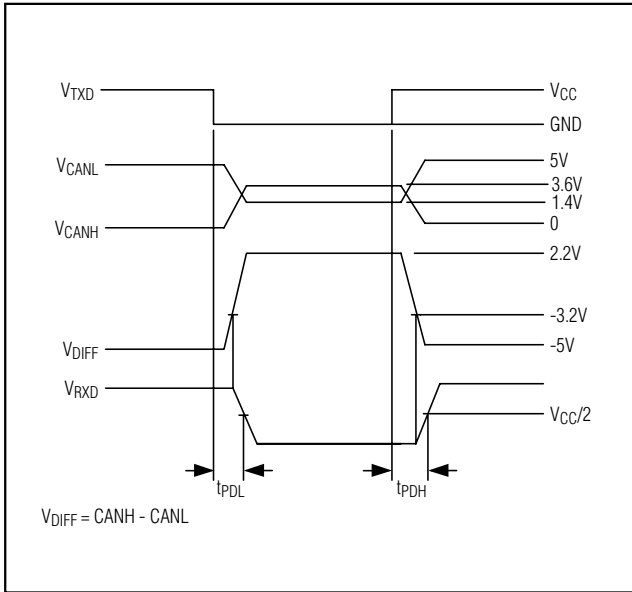 VTXD
VCC
GND
VCANL
5V
3.6V
1.4V
VCANH
0
2.2V
-3.2V
VDIFF
-5V
VRXD
VCC/2
tPDL
tPDH
VDIFF = CANH - CANL